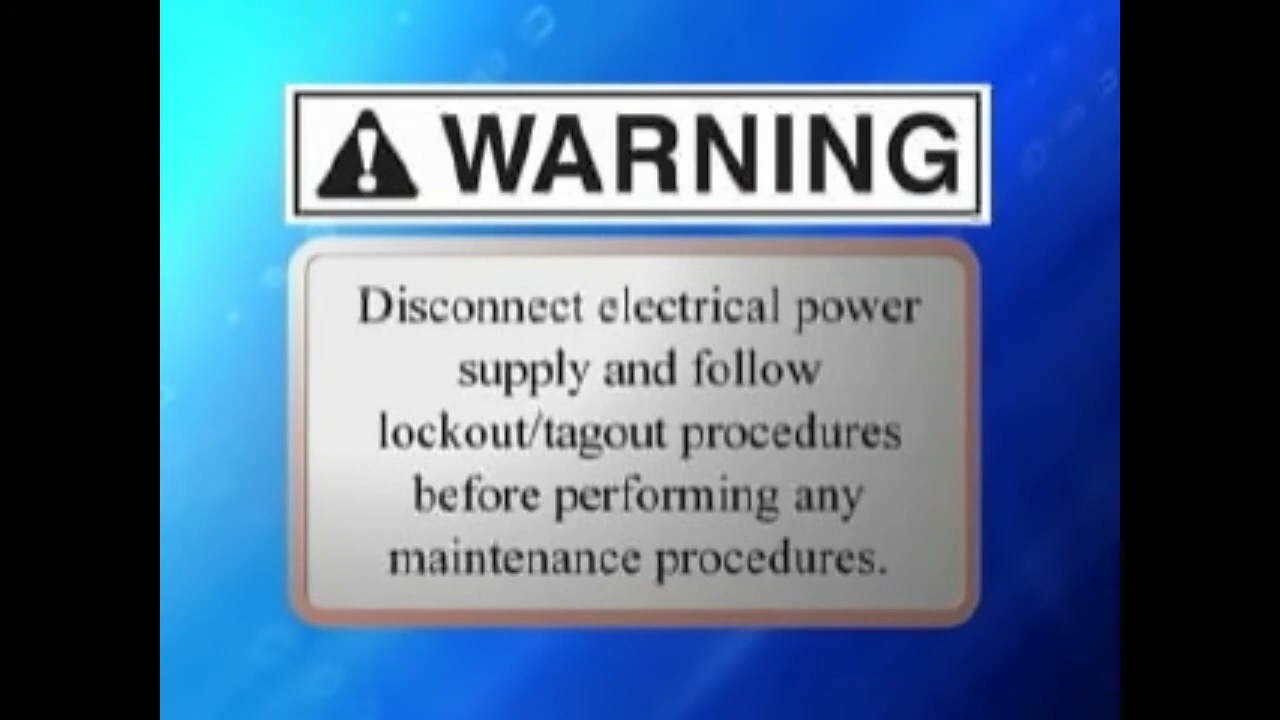 WARNING
Disconnect electrical power
supply and follow
lockout/tagout procedures
before performing any
maintenance procedures.